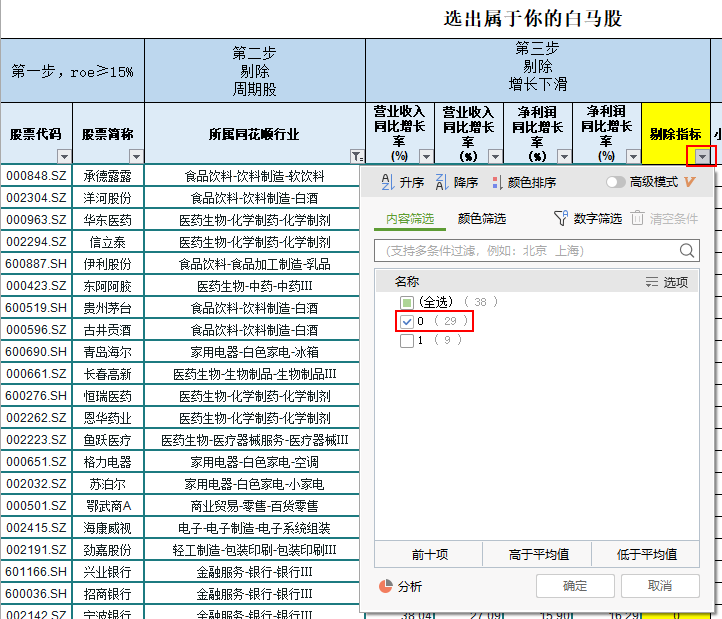 选出属于你的白马股
第一步，roe≥15%
第二步
剔除
周期股
第三步
剔除
增长下滑
股票代码
股票简称
所属同花顺行业
营业收入
同比增长
率
(%)
营业收入
同比增长
率
(%)
净利润
同比增长
率
(%)
净利润
同比增长
率
(%)
剔除指标
000848.SZ 承德露露 食品饮料-饮料制造-软饮料
002304.SZ 洋河股份 食品饮料-饮料制造-白酒
000963.SZ 华东医药 医药生物-化学制药-化学制剂
002294.SZ 信立泰 医药生物-化学制药-化学制剂
600887.SH 伊利股份 食品饮料-食品加工制造-乳品
000423.SZ 东阿阿胶 医药生物-中药-中药III
600519.SH 贵州茅台 食品饮料-饮料制造-白酒
000596.SZ 古井贡酒 食品饮料-饮料制造-白酒
600690.SH 青岛海尔 家用电器-白色家电-冰箱
000661.SZ 长春高新 医药生物-生物制品-生物制品III
600276.SH 恒瑞医药 医药生物-化学制药-化学制剂
002262.SZ 恩华药业 医药生物-化学制药-化学制剂
002223.SZ 鱼跃医疗 医药生物-医疗器械服务-医疗器械III
000651.SZ 格力电器 家用电器-白色家电-空调
002032.SZ 苏泊尔 家用电器-白色家电-小家电
000501.SZ 鄂武商A 商业贸易-零售-百货零售
002415.SZ 海康威视 电子-电子制造-电子系统组装
002191.SZ 劲嘉股份 轻工制造-包装印刷-包装印刷III
601166.SH 兴业银行 金融服务-银行-银行III
600036.SH 招商银行 金融服务-银行-银行III
002142.SZ 宁波银行 金融服务-银行-银行III 38.04 27.09 15.90 16.29 0
升序 降序 颜色排序 高级模式
内容筛选 颜色筛选 数字筛选 清空条件
(支持多条件过滤，例如：北京 上海)
名称 选项
(全选) ( 38 )
0 ( 29 )
1 ( 9 )
前十项 高于平均值 低于平均值
分析 确定 取消